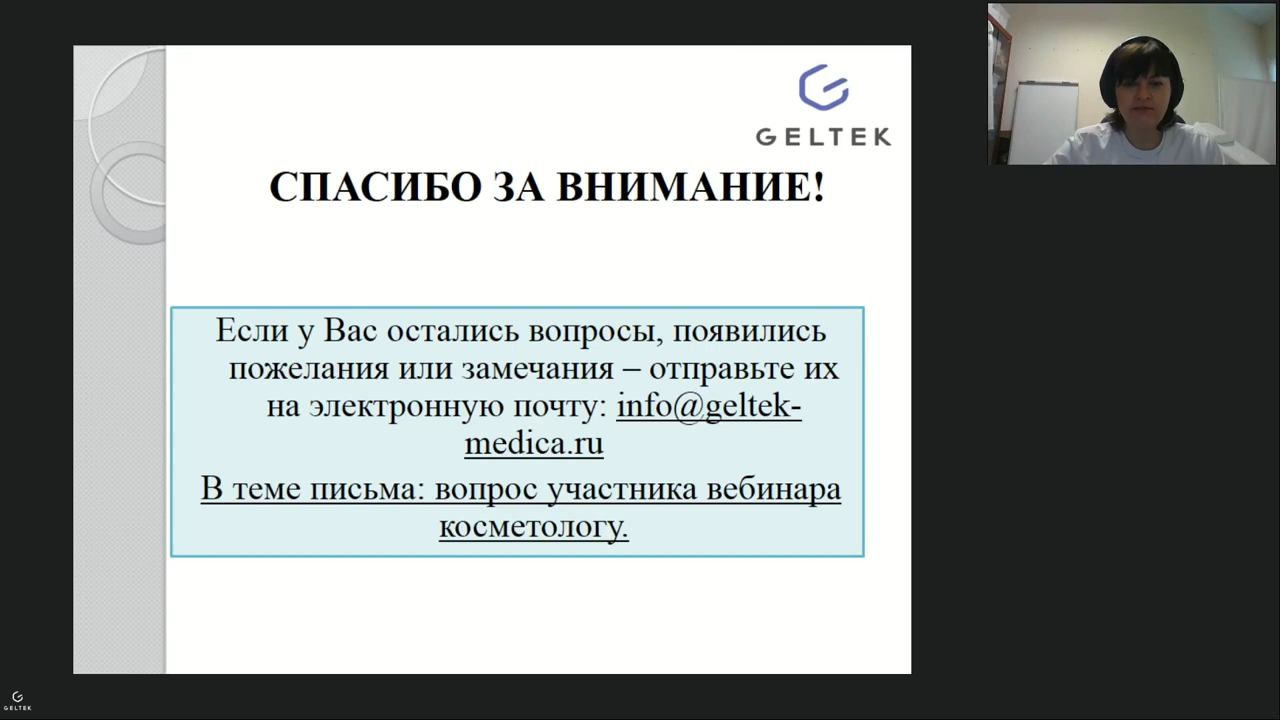 GELTEK
СПАСИБО ЗА ВНИМАНИЕ!
Если у Вас остались вопросы, появились
пожелания или замечания – отправьте их
на электронную почту: info@geltek-
medica.ru
В теме письма: вопрос участника вебинара
косметологу.
GELTEK